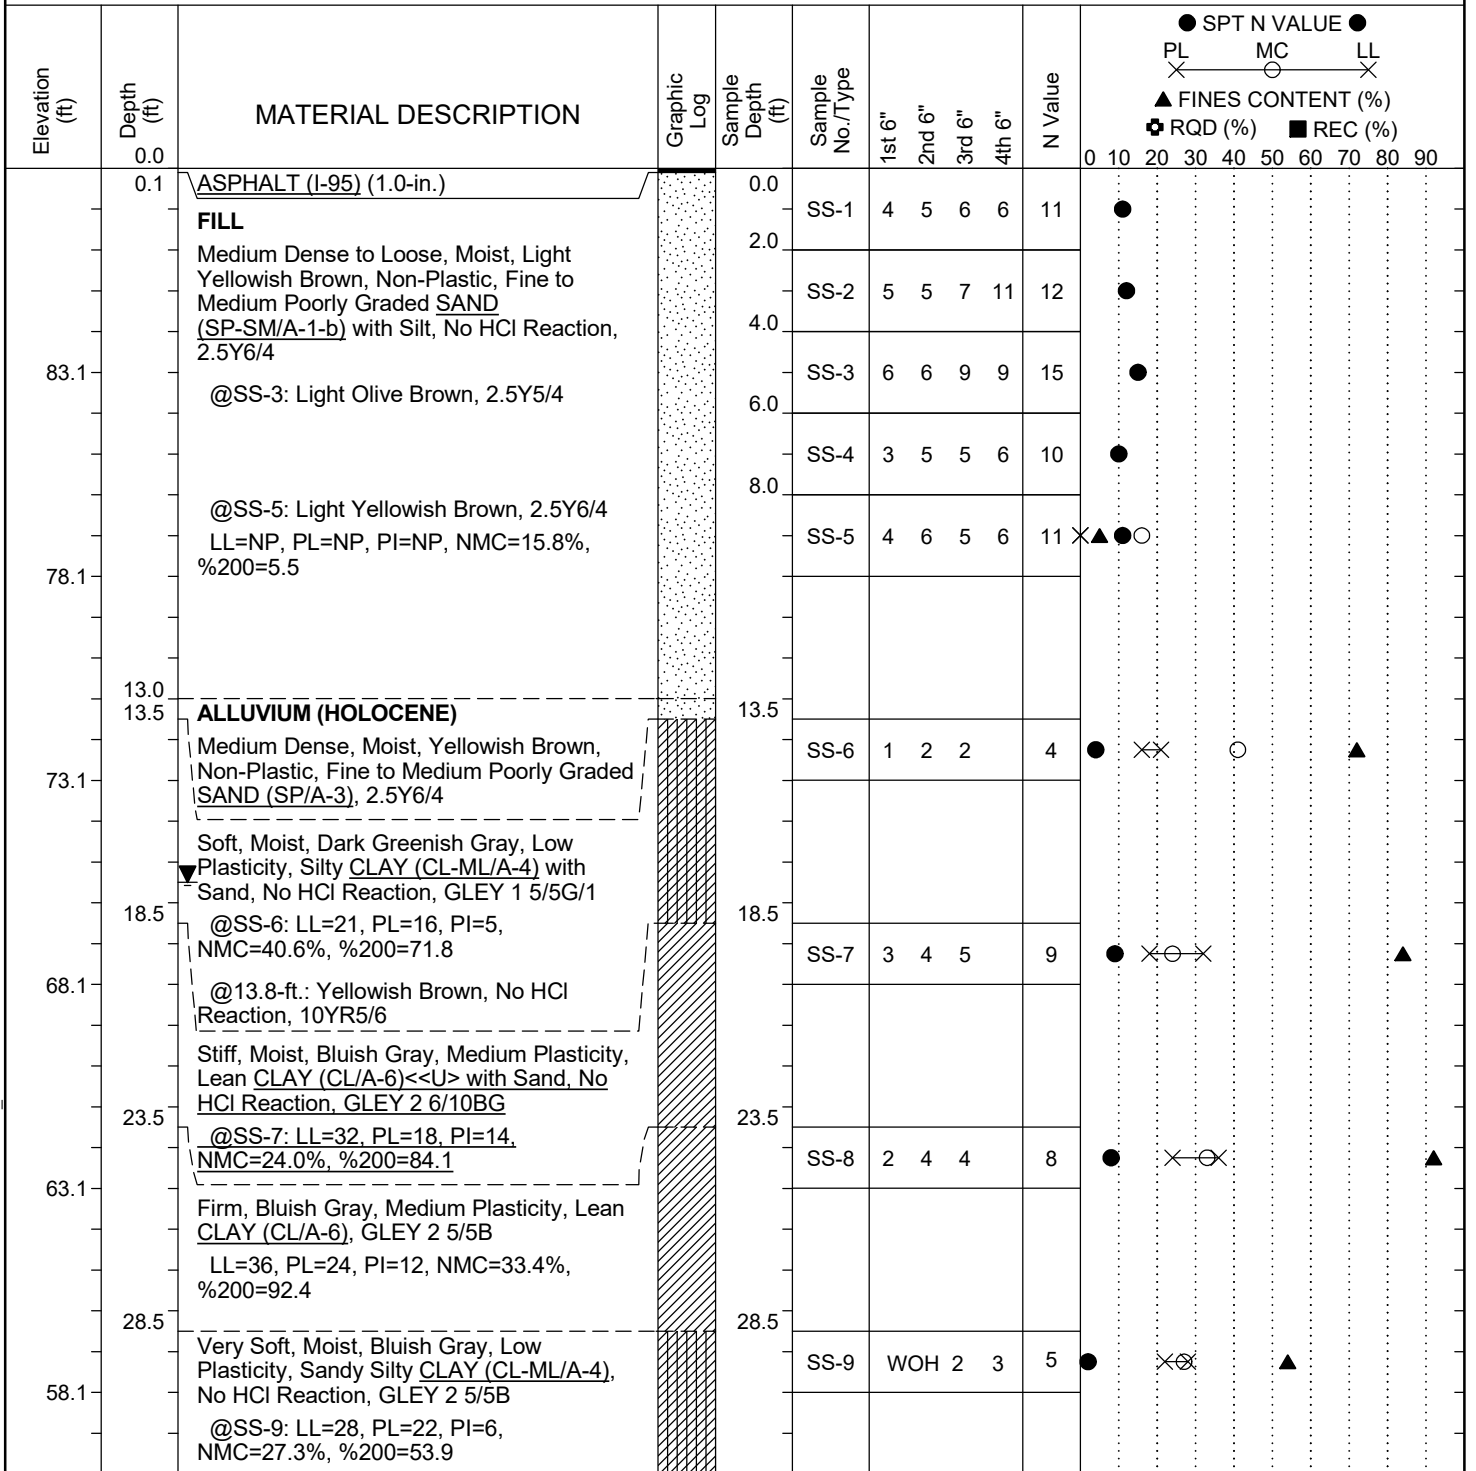 ● SPT N VALUE ●
PL MC LL
▲ FINES CONTENT (%)
RQD (%) ■ REC (%)
Elevation (ft)
Depth (ft)
0.0
MATERIAL DESCRIPTION
Graphic Log
Sample Depth (ft)
Sample No./Type
1st 6"
2nd 6"
3rd 6"
4th 6"
N Value
0 10 20 30 40 50 60 70 80 90
0.1 ASPHALT (I-95) (1.0-in.) 0.0
SS-1 4 5 6 6 11
FILL
2.0
Medium Dense to Loose, Moist, Light
Yellowish Brown, Non-Plastic, Fine to
Medium Poorly Graded SAND
(SP-SM/A-1-b) with Silt, No HCl Reaction,
2.5Y6/4
SS-2 5 5 7 11 12
4.0
83.1
SS-3 6 6 9 9 15
@SS-3: Light Olive Brown, 2.5Y5/4
6.0
SS-4 3 5 5 6 10
8.0
@SS-5: Light Yellowish Brown, 2.5Y6/4
SS-5 4 6 5 6 11
LL=NP, PL=NP, PI=NP, NMC=15.8%,
%200=5.5
78.1
13.0
13.5 ALLUVIUM (HOLOCENE) 13.5
Medium Dense, Moist, Yellowish Brown,
Non-Plastic, Fine to Medium Poorly Graded
SAND (SP/A-3), 2.5Y6/4
SS-6 1 2 2 4
73.1
Soft, Moist, Dark Greenish Gray, Low
Plasticity, Silty CLAY (CL-ML/A-4) with
Sand, No HCl Reaction, GLEY 1 5/5G/1
18.5 18.5
@SS-6: LL=21, PL=16, PI=5,
NMC=40.6%, %200=71.8
SS-7 3 4 5 9
68.1
@13.8-ft.: Yellowish Brown, No HCl
Reaction, 10YR5/6
Stiff, Moist, Bluish Gray, Medium Plasticity,
Lean CLAY (CL/A-6)<<U> with Sand, No
HCl Reaction, GLEY 2 6/10BG
23.5 23.5
@SS-7: LL=32, PL=18, PI=14,
NMC=24.0%, %200=84.1
SS-8 2 4 4 8
63.1
Firm, Bluish Gray, Medium Plasticity, Lean
CLAY (CL/A-6), GLEY 2 5/5B
LL=36, PL=24, PI=12, NMC=33.4%,
%200=92.4
28.5 28.5
Very Soft, Moist, Bluish Gray, Low
Plasticity, Sandy Silty CLAY (CL-ML/A-4),
No HCl Reaction, GLEY 2 5/5B
SS-9 WOH 2 3 5
58.1
@SS-9: LL=28, PL=22, PI=6,
NMC=27.3%, %200=53.9